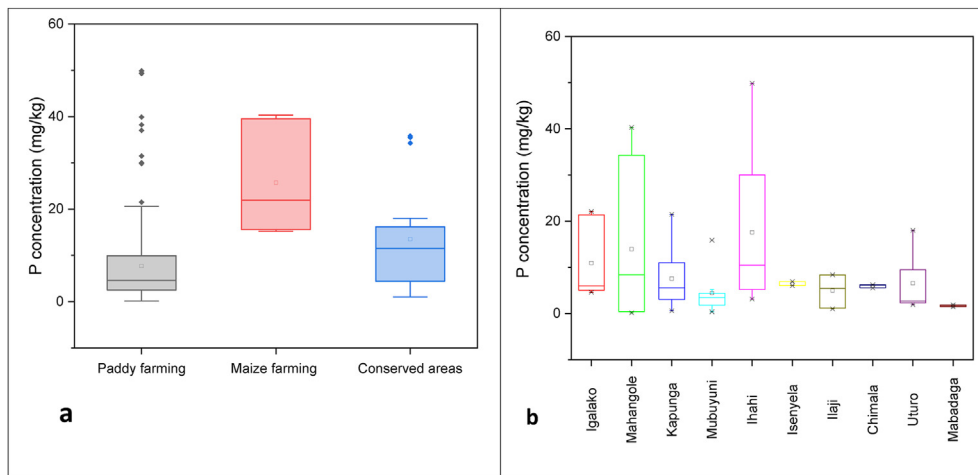 60
40
20
0
P concentration (mg/kg)
Paddy farming Maize farming Conserved areas
a
60
40
20
0
P concentration (mg/kg)
Igalako
Mahangole
Kapunga
Mubuyuni
Ihahi
Isenyela
Ilaji
Chimala
Uturo
Mabadaga
b